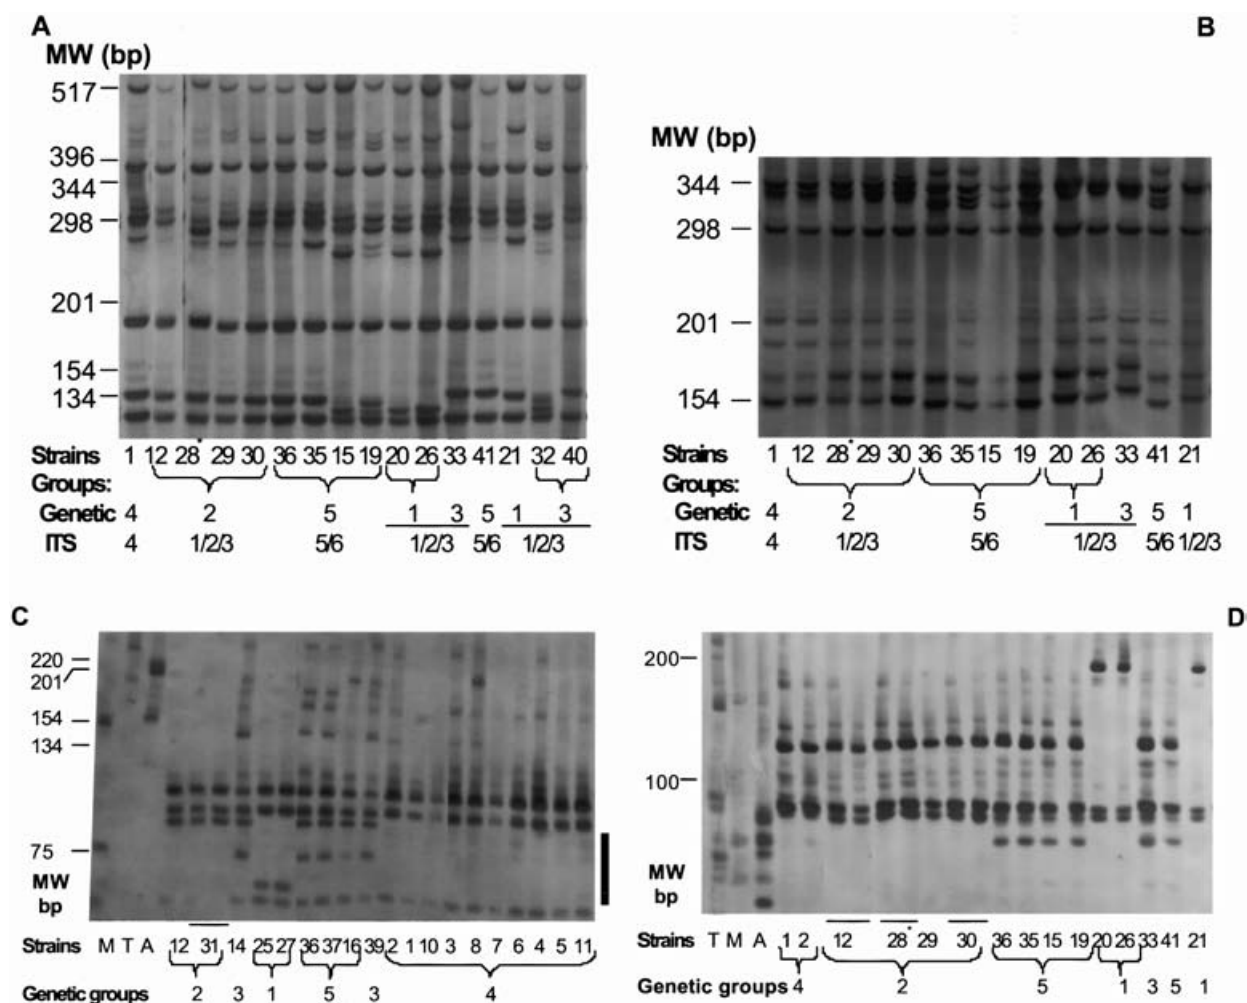 A
MW (bp)
517
396
344
298
201
154
134
Strains 1 12 28 29 30 36 35 15 19 20 26 33 41 21 32 40
Groups:
Genetic 4 2 5 1 3 5 1 3
ITS 4 1/2/3 5/6 1/2/3 5/6 1/2/3
B
MW (bp)
344
298
201
154
Strains 1 12 28 29 30 36 35 15 19 20 26 33 41 21
Groups:
Genetic 4 2 5 1 3 5 1
ITS 4 1/2/3 5/6 1/2/3 5/6 1/2/3
C
220
201
154
134
75
MW
bp
Strains M T A 12 31 14 25 27 36 37 16 39 2 1 10 3 8 7 6 4 5 11
Genetic groups 2 3 1 5 3 4
D
200
100
MW
bp
Strains T M A 1 2 12 28 29 30 36 35 15 19 20 26 33 41 21
Genetic groups 4 2 5 1 3 5 1